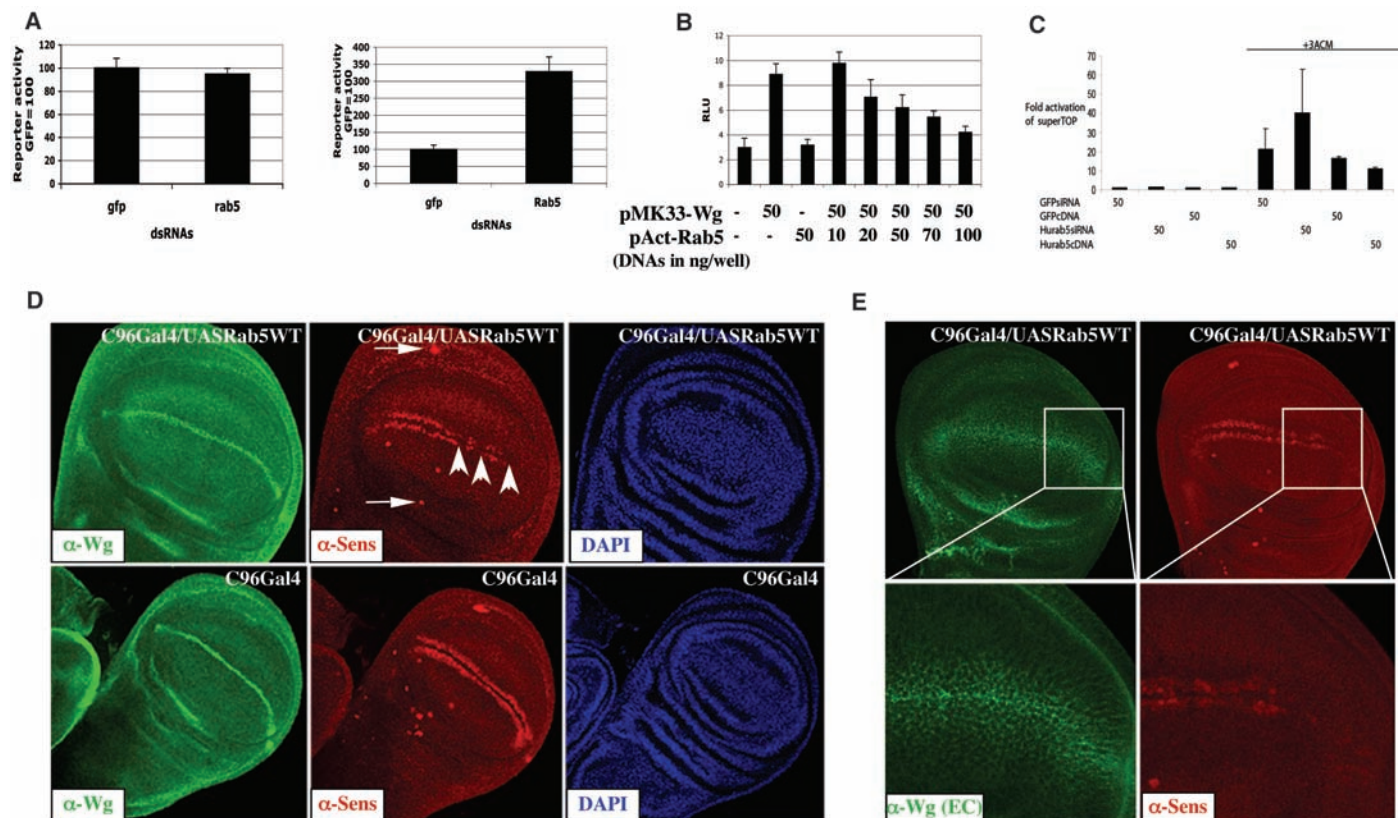 A
Reporter activity
GFP=100
120
100
80
60
40
20
0
gfp
rab5
dsRNAs
Reporter activity
GFP=100
400
350
300
250
200
150
100
50
0
gfp
Rab5
dsRNAs
B
RLU
12
10
8
6
4
2
0
pMK33-Wg - 50 - 50 50 50 50 50
pAct-Rab5 - - 50 10 20 50 70 100
(DNAs in ng/well)
C
+3ACM
Fold activation
of superTOP
70
60
50
40
30
20
10
0
GFPsiRNA 50 50
GFPcDNA 50 50
Hurab5siRNA 50 50
Hurab5cDNA 50 50
D
C96Gal4/UASRab5WT
α-Wg
C96Gal4/UASRab5WT
α-Sens
C96Gal4/UASRab5WT
DAPI
C96Gal4
α-Wg
C96Gal4
α-Sens
C96Gal4
DAPI
E
C96Gal4/UASRab5WT
C96Gal4/UASRab5WT
α-Wg (EC)
α-Sens